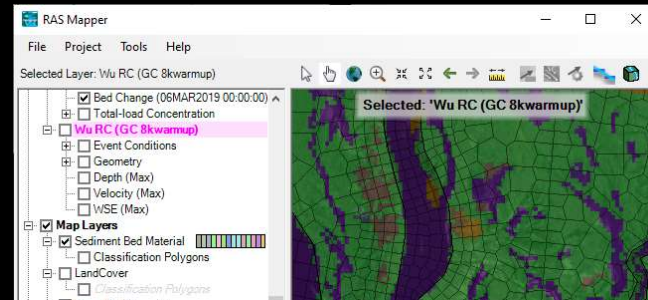 RAS Mapper
File Project Tools Help
Selected Layer: Wu RC (GC 8kwarmup)
Bed Change (06MAR2019 00:00:00)
Total-load Concentration
Wu RC (GC 8kwarmup)
Event Conditions
Geometry
Depth (Max)
Velocity (Max)
WSE (Max)
Map Layers
Sediment Bed Material
Classification Polygons
LandCover
Classification Polygons
Selected: 'Wu RC (GC 8kwarmup)'